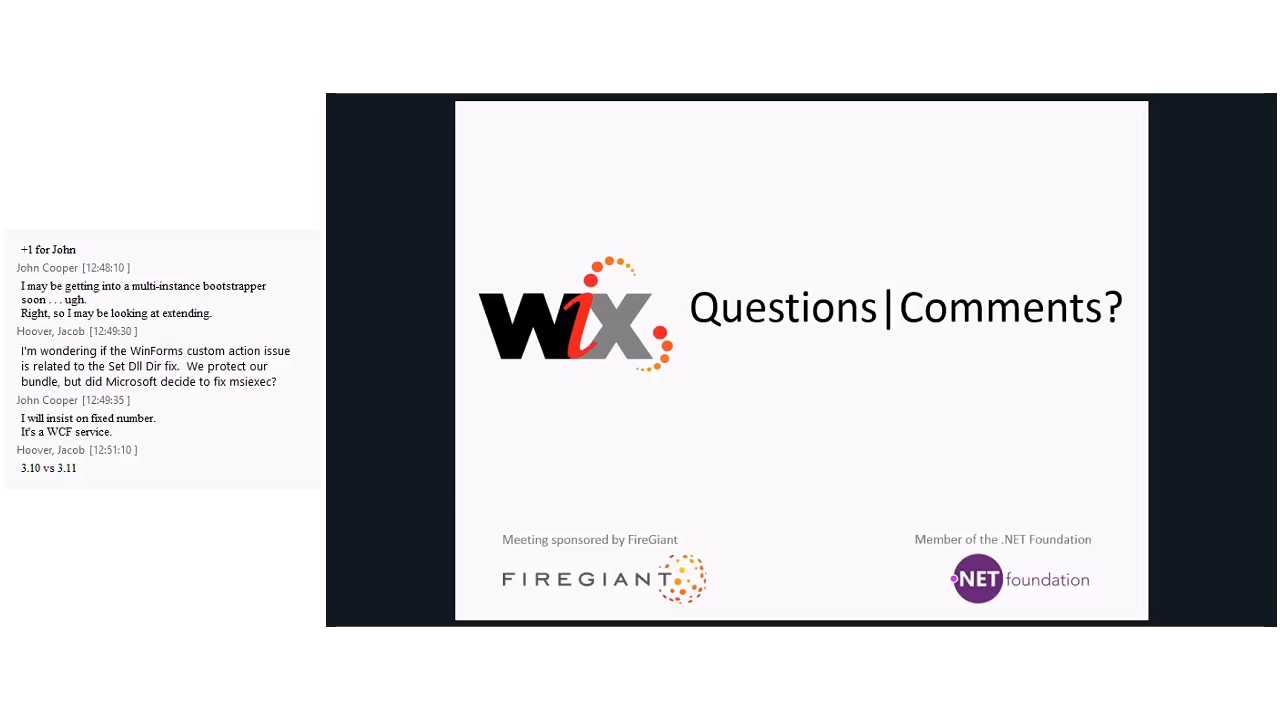 +1 for John
John Cooper [12:48:10 ]
I may be getting into a multi-instance bootstrapper
soon . . . ugh.
Right, so I may be looking at extending.
Hoover, Jacob [12:49:30 ]
I'm wondering if the WinForms custom action issue
is related to the Set Dll Dir fix.  We protect our
bundle, but did Microsoft decide to fix msiexec?
John Cooper [12:49:35 ]
I will insist on fixed number.
It's a WCF service.
Hoover, Jacob [12:51:10 ]
3.10 vs 3.11
WiX
Questions|Comments?
Meeting sponsored by FireGiant
FIREGIANT
Member of the .NET Foundation
.NET foundation